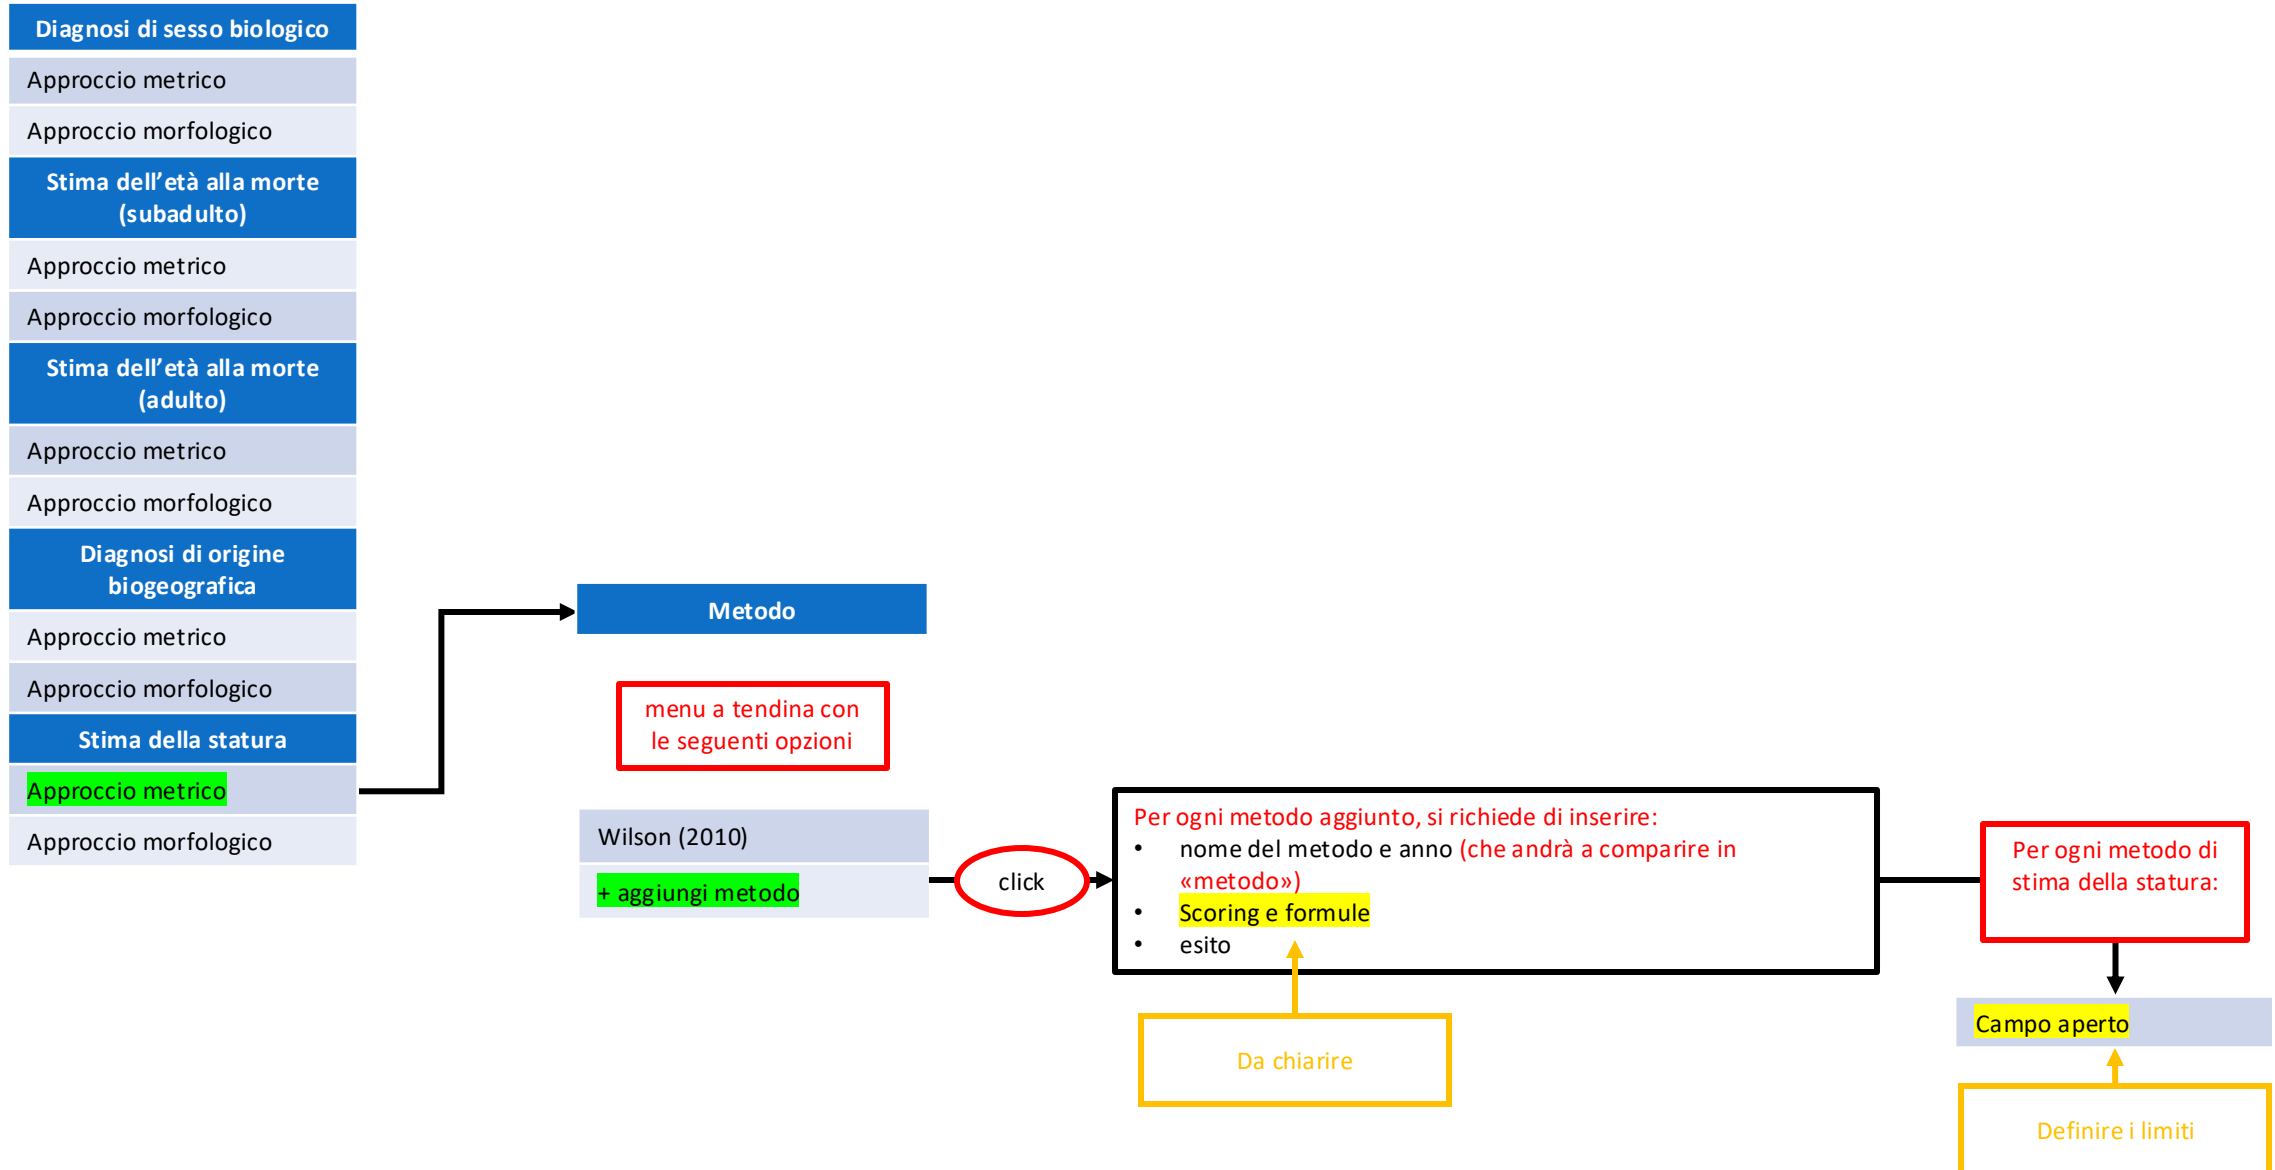 Diagnosi di sesso biologico
Approccio metrico
Approccio morfologico
Stima dell’età alla morte
(subadulto)
Approccio metrico
Approccio morfologico
Stima dell’età alla morte
(adulto)
Approccio metrico
Approccio morfologico
Diagnosi di origine
biogeografica
Approccio metrico
Approccio morfologico
Stima della statura
Approccio metrico
Approccio morfologico
Metodo
menu a tendina con
le seguenti opzioni
Wilson (2010)
+ aggiungi metodo
click
Per ogni metodo aggiunto, si richiede di inserire:
• nome del metodo e anno (che andrà a comparire in
«metodo»)
• Scoring e formule
• esito
Da chiarire
Per ogni metodo di
stima della statura:
Campo aperto
Definire i limiti